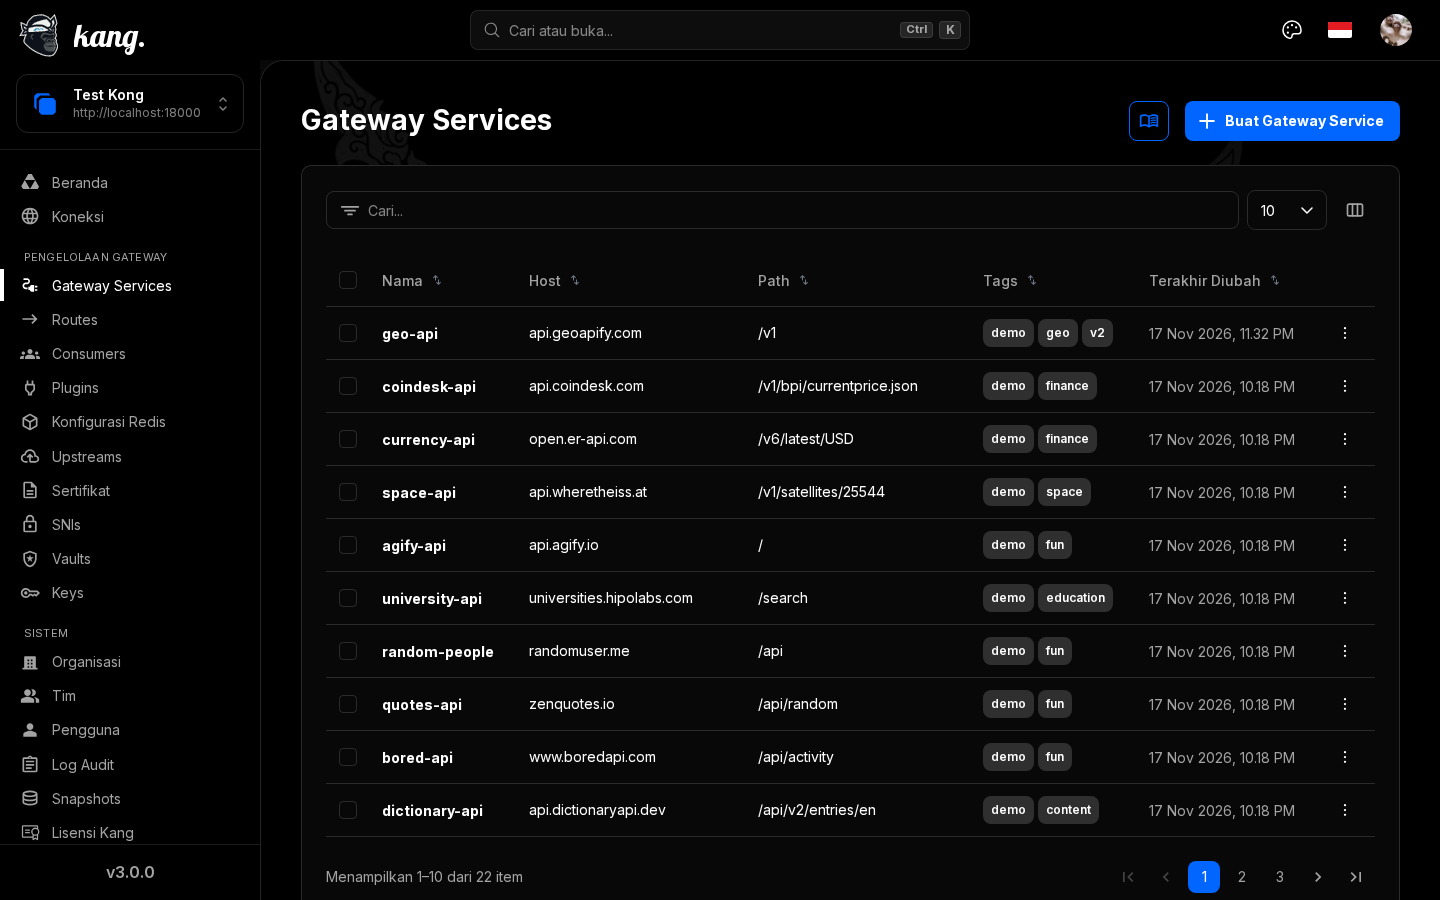 kang.
Cari atau buka...
Ctrl K
Test Kong
http://localhost:18000
Beranda
Koneksi
PENGELOLAAN GATEWAY
Gateway Services
Routes
Consumers
Plugins
Konfigurasi Redis
Upstreams
Sertifikat
SNIs
Vaults
Keys
SISTEM
Organisasi
Tim
Pengguna
Log Audit
Snapshots
Lisensi Kang
v3.0.0
Gateway Services
Buat Gateway Service
Cari...
10
Nama Host Path Tags Terakhir Diubah
geo-api api.geoapify.com /v1 demo geo v2 17 Nov 2026, 11.32 PM
coindesk-api api.coindesk.com /v1/bpi/currentprice.json demo finance 17 Nov 2026, 10.18 PM
currency-api open.er-api.com /v6/latest/USD demo finance 17 Nov 2026, 10.18 PM
space-api api.wheretheiss.at /v1/satellites/25544 demo space 17 Nov 2026, 10.18 PM
agify-api api.agify.io / demo fun 17 Nov 2026, 10.18 PM
university-api universities.hipolabs.com /search demo education 17 Nov 2026, 10.18 PM
random-people randomuser.me /api demo fun 17 Nov 2026, 10.18 PM
quotes-api zenquotes.io /api/random demo fun 17 Nov 2026, 10.18 PM
bored-api www.boredapi.com /api/activity demo fun 17 Nov 2026, 10.18 PM
dictionary-api api.dictionaryapi.dev /api/v2/entries/en demo content 17 Nov 2026, 10.18 PM
Menampilkan 1–10 dari 22 item
1 2 3